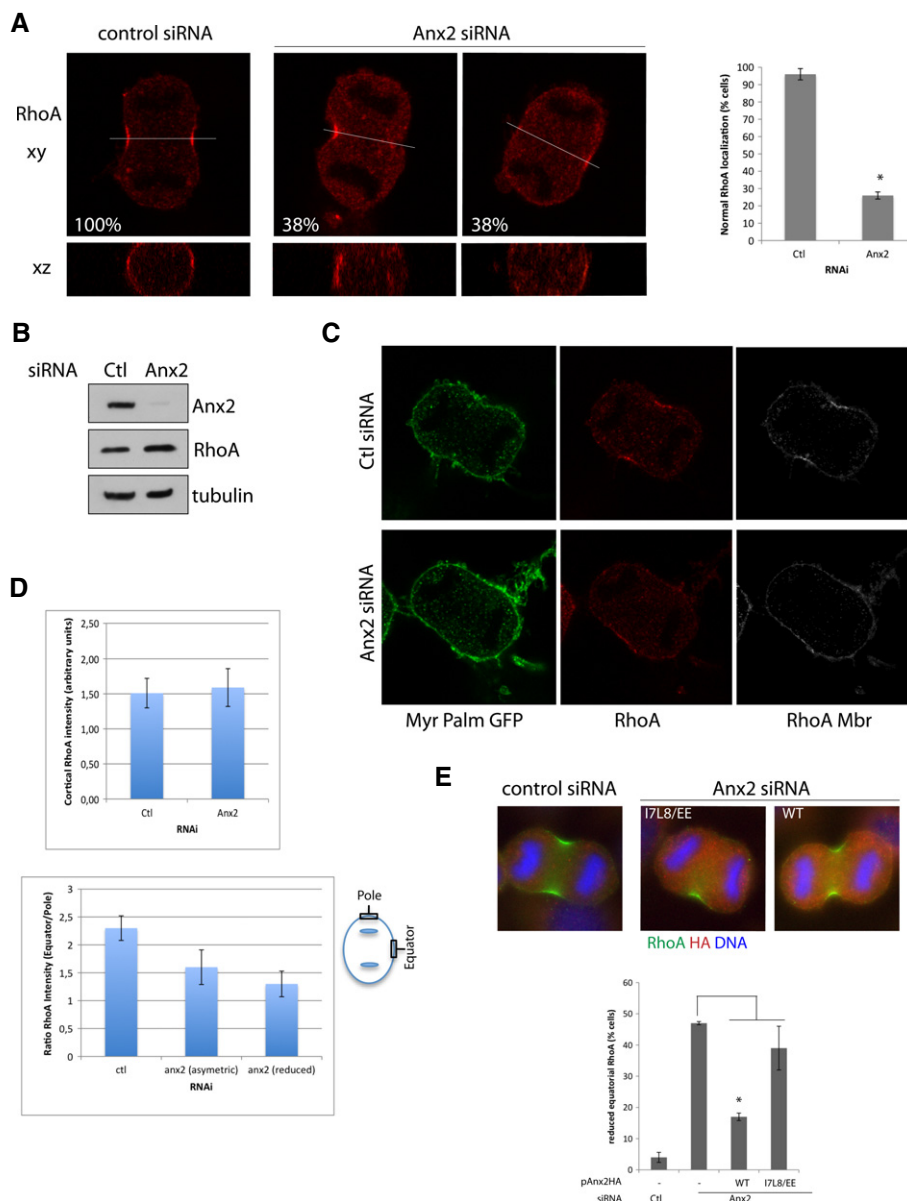 A
control siRNA
Anx2 siRNA
RhoA
xy
100%
38%
38%
xz
Normal RhoA localization (% cells)
100
90
80
70
60
50
40
30
20
10
0
*
Ctl
Anx2
RNAi
B
siRNA Ctl Anx2
Anx2
RhoA
tubulin
C
Ctl siRNA
Anx2 siRNA
Myr Palm GFP
RhoA
RhoA Mbr
D
Cortical RhoA intensity (arbitrary units)
2,50
2,00
1,50
1,00
0,50
0,00
Ctl
Anx2
RNAi
Ratio RhoA Intensity (Equator/Pole)
3
2,5
2
1,5
1
0,5
0
ctl
anx2 (asymetric)
anx2 (reduced)
RNAi
Pole
Equator
E
control siRNA
Anx2 siRNA
I7L8/EE
WT
RhoA HA DNA
reduced equatorial RhoA (% cells)
60
50
40
30
20
10
0
*
pAnx2HA - - WT I7L8/EE
siRNA Ctl Anx2